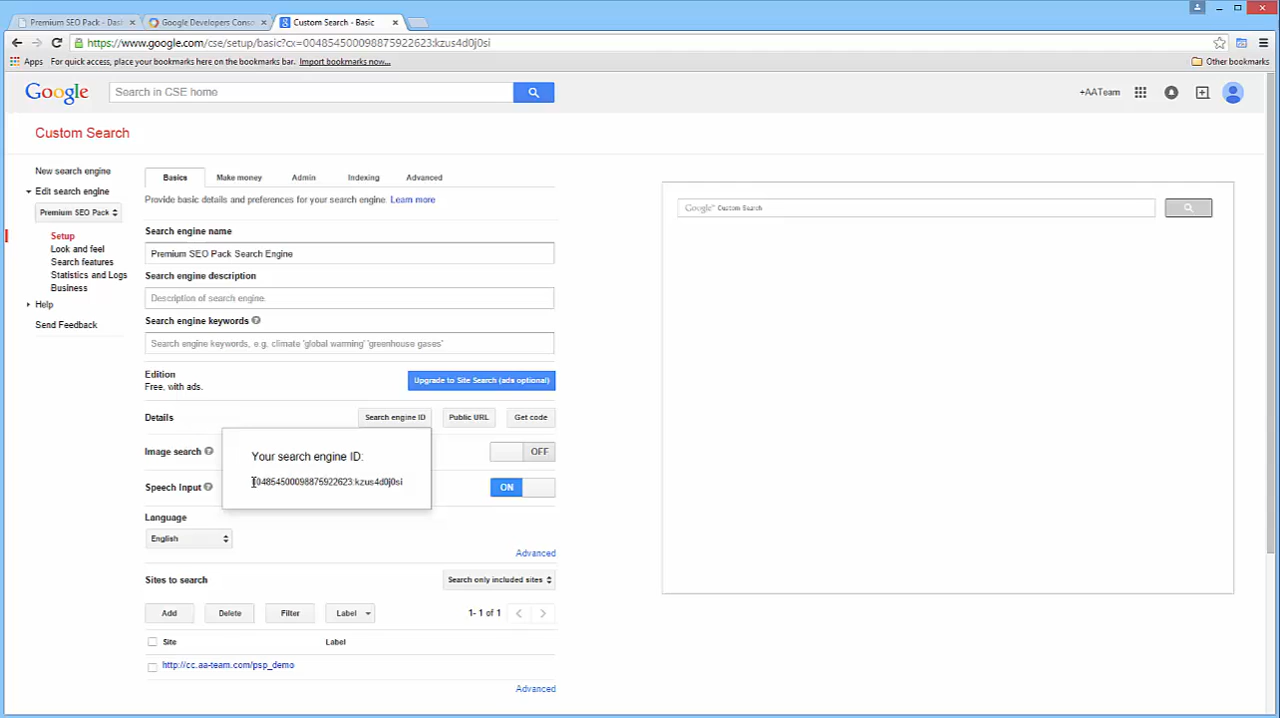 Premium SEO Pack - Dash
Google Developers Conso
Custom Search - Basic
https://www.google.com/cse/setup/basic?cx=004854500098875922623:kzus4d0j0si
Apps For quick access, place your bookmarks here on the bookmarks bar. Import bookmarks now... Other bookmarks
Google Search in CSE home +AATeam
Custom Search
New search engine
Edit search engine
Premium SEO Pack
Setup
Look and feel
Search features
Statistics and Logs
Business
Help
Send Feedback
Basics Make money Admin Indexing Advanced
Provide basic details and preferences for your search engine. Learn more
Search engine name
Premium SEO Pack Search Engine
Search engine description
Description of search engine.
Search engine keywords
Search engine keywords, e.g. climate 'global warming' 'greenhouse gases'
Edition
Free, with ads.
Upgrade to Site Search (ads optional)
Details Search engine ID Public URL Get code
Your search engine ID:
004854500098875922623:kzus4d0j0si
Image search OFF
Speech Input ON
Language
English
Advanced
Sites to search Search only included sites
Add Delete Filter Label 1- 1 of 1
Site Label
http://cc.aa-team.com/psp_demo
Advanced
Google™ Custom Search